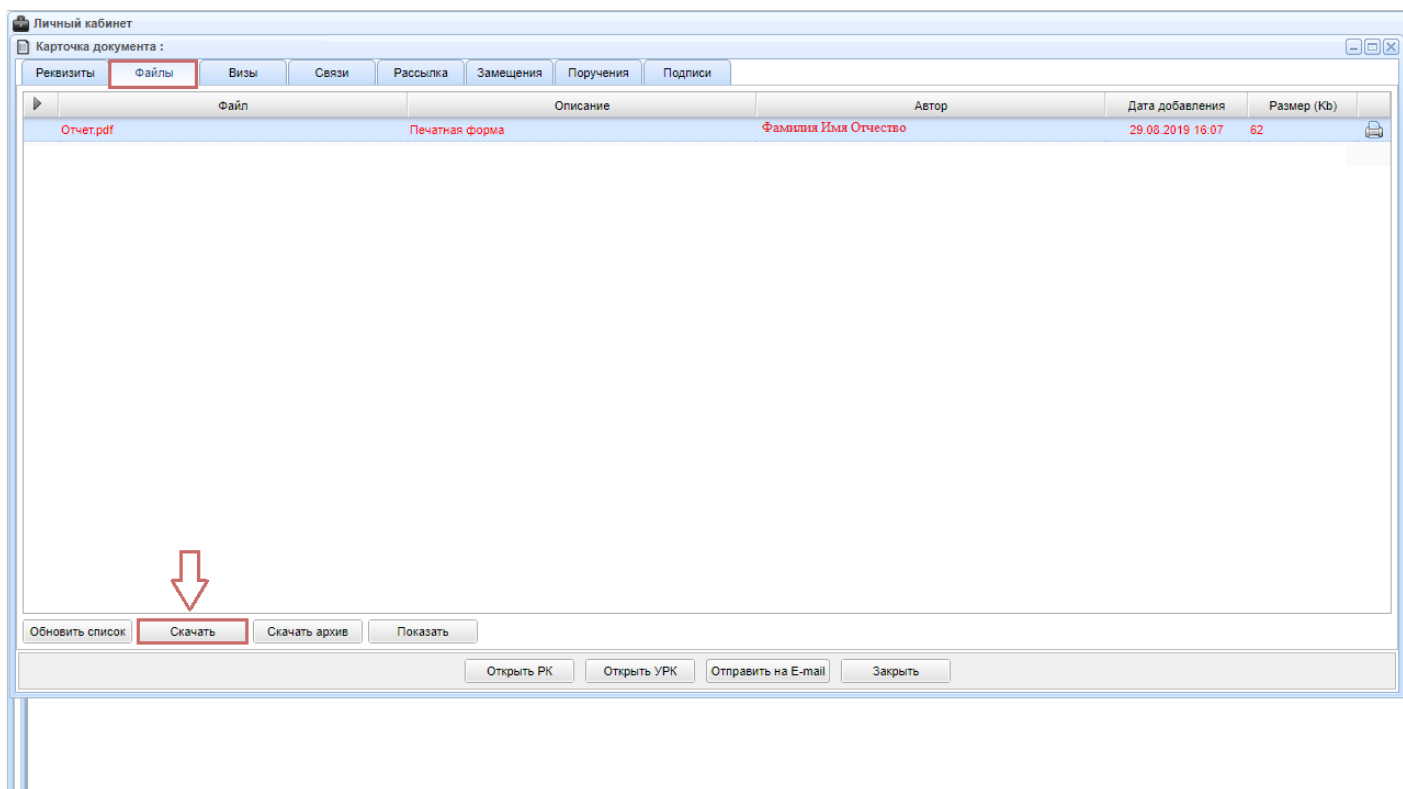 Личный кабинет
Карточка документа :
Реквизиты Файлы Визы Связи Рассылка Замещения Поручения Подписи
Файл Описание Автор Дата добавления Размер (Kb)
Отчет.pdf Печатная форма Фамилия Имя Отчество 29.08.2019 16:07 62
Обновить список Скачать Скачать архив Показать
Открыть РК Открыть УРК Отправить на E-mail Закрыть